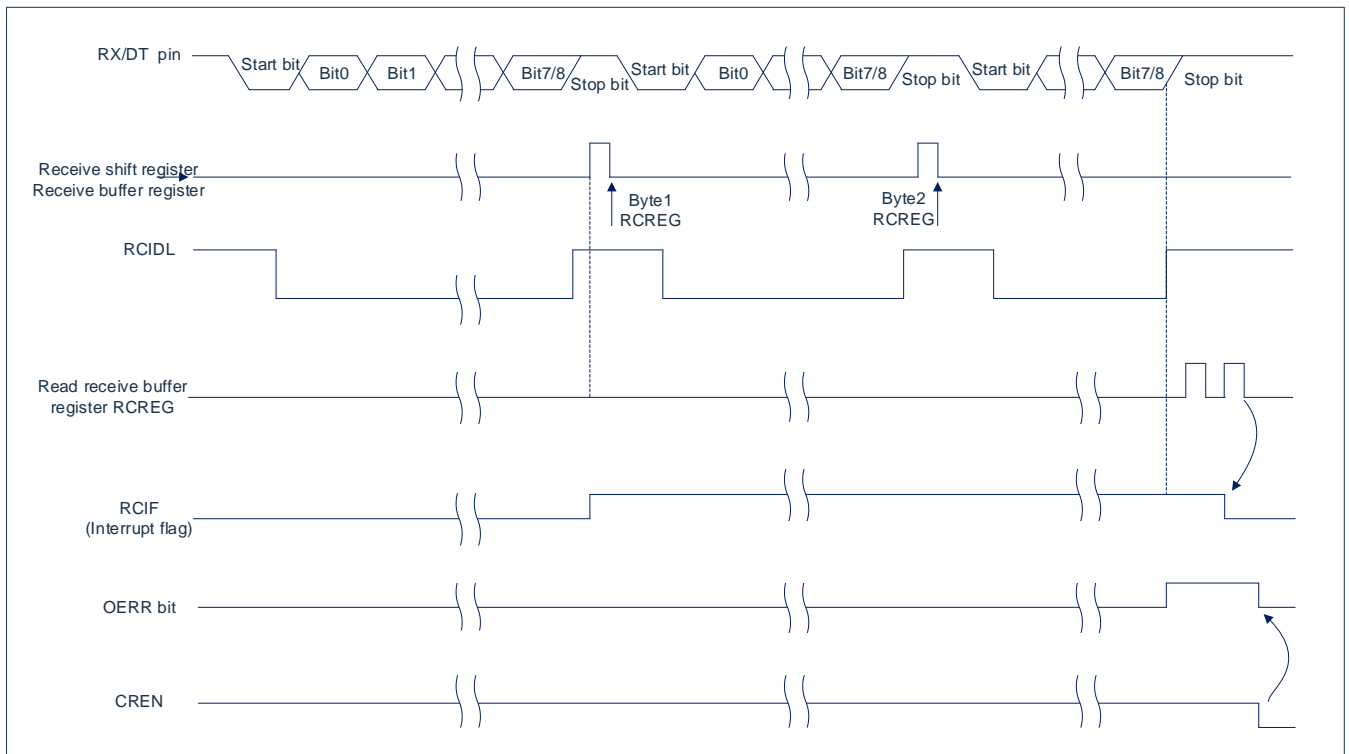 RX/DT pin
Start bit
Bit0
Bit1
Bit7/8
Stop bit
Start bit
Bit0
Bit7/8
Stop bit
Start bit
Bit7/8
Stop bit
Receive shift register
Receive buffer register
Byte1
RCREG
Byte2
RCREG
RCIDL
Read receive buffer
register RCREG
RCIF
(Interrupt flag)
OERR bit
CREN